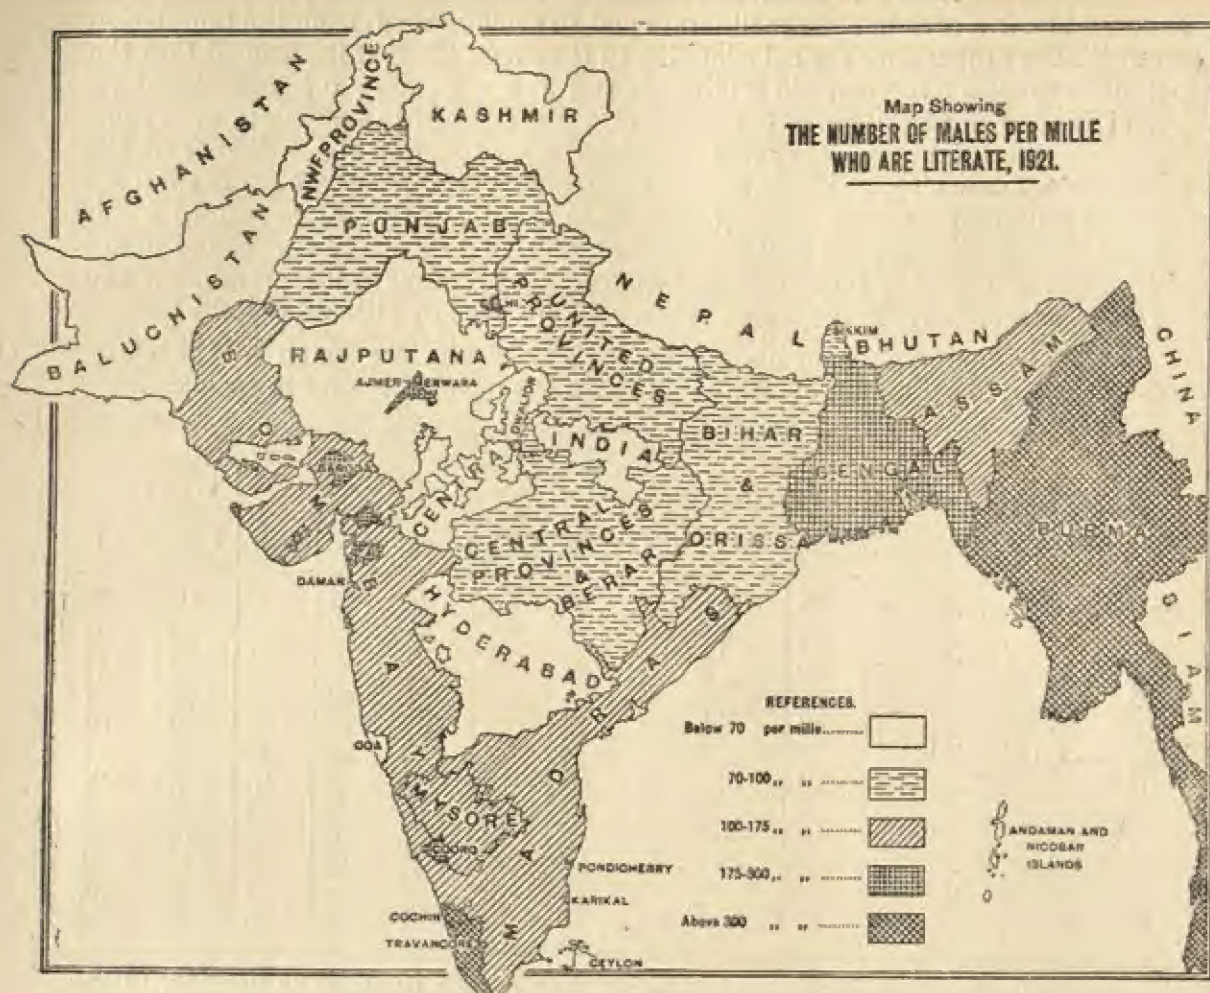 Map Showing
THE NUMBER OF MALES PER MILLE
WHO ARE LITERATE, 1921.
AFGHANISTAN
NWFPROVINCE
KASHMIR
PUNJAB
BALUCHISTAN
NEPAL
UNITED
PROVINCES
SIKKIM
BHUTAN
ASSAM
CHINA
RAJPUTANA
AJMER-MERWARA
GWALIOR
CENTRAL
INDIA
BIHAR
&
ORISSA
BENGAL
BURMA
SIAM
BOMBAY
BARODA
DAMAN
CENTRAL
PROVINCES
&
BERAR
HYDERABAD
GOA
MYSORE
COORG
MADRAS
PONDICHERRY
KARIKAL
COCHIN
TRAVANCORE
CEYLON
ANDAMAN AND
NICOBAR
ISLANDS
REFERENCES.
Below 70 per mille
70-100 „ „
100-175 „ „
175-300 „ „
Above 300 „ „